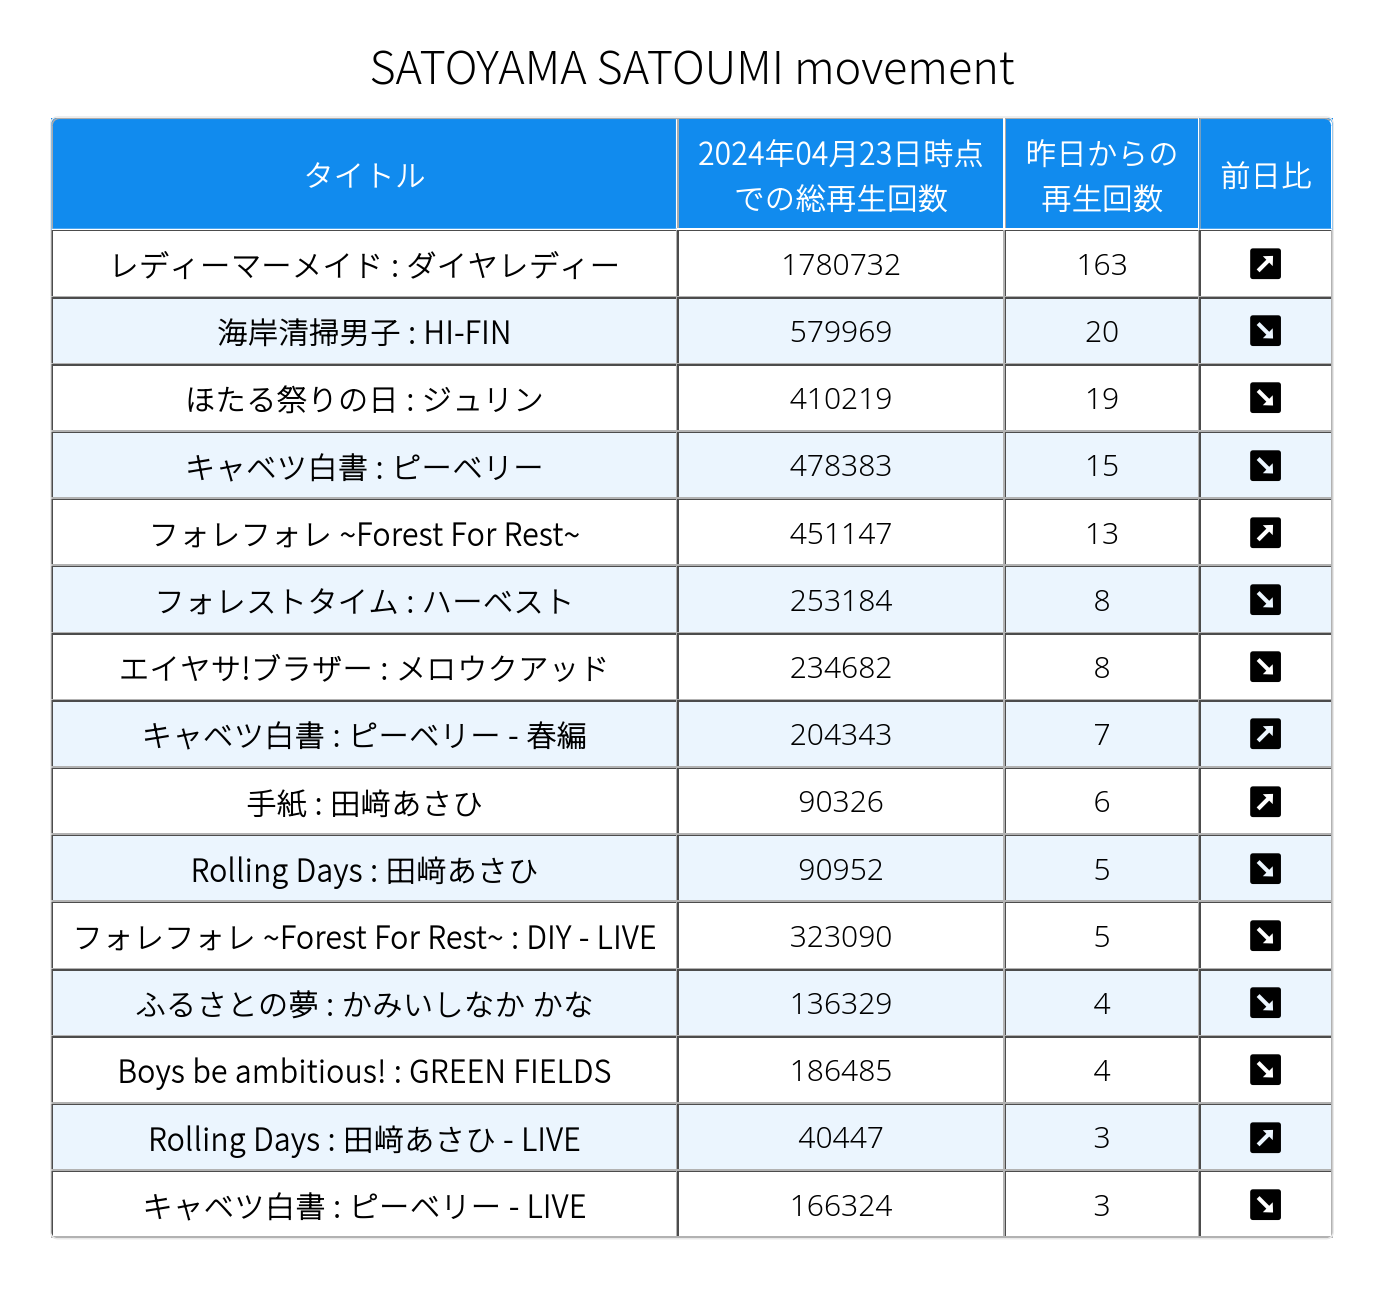 SATOYAMA SATOUMI movement
タイトル 2024年04月23日時点での総再生回数 昨日からの再生回数 前日比
レディーマーメイド : ダイヤレディー 1780732 163
海岸清掃男子 : HI-FIN 579969 20
ほたる祭りの日 : ジュリン 410219 19
キャベツ白書 : ピーベリー 478383 15
フォレフォレ ~Forest For Rest~ 451147 13
フォレストタイム : ハーベスト 253184 8
エイヤサ!ブラザー : メロウクアッド 234682 8
キャベツ白書 : ピーベリー - 春編 204343 7
手紙 : 田﨑あさひ 90326 6
Rolling Days : 田﨑あさひ 90952 5
フォレフォレ ~Forest For Rest~ : DIY - LIVE 323090 5
ふるさとの夢 : かみいしなか かな 136329 4
Boys be ambitious! : GREEN FIELDS 186485 4
Rolling Days : 田﨑あさひ - LIVE 40447 3
キャベツ白書 : ピーベリー - LIVE 166324 3